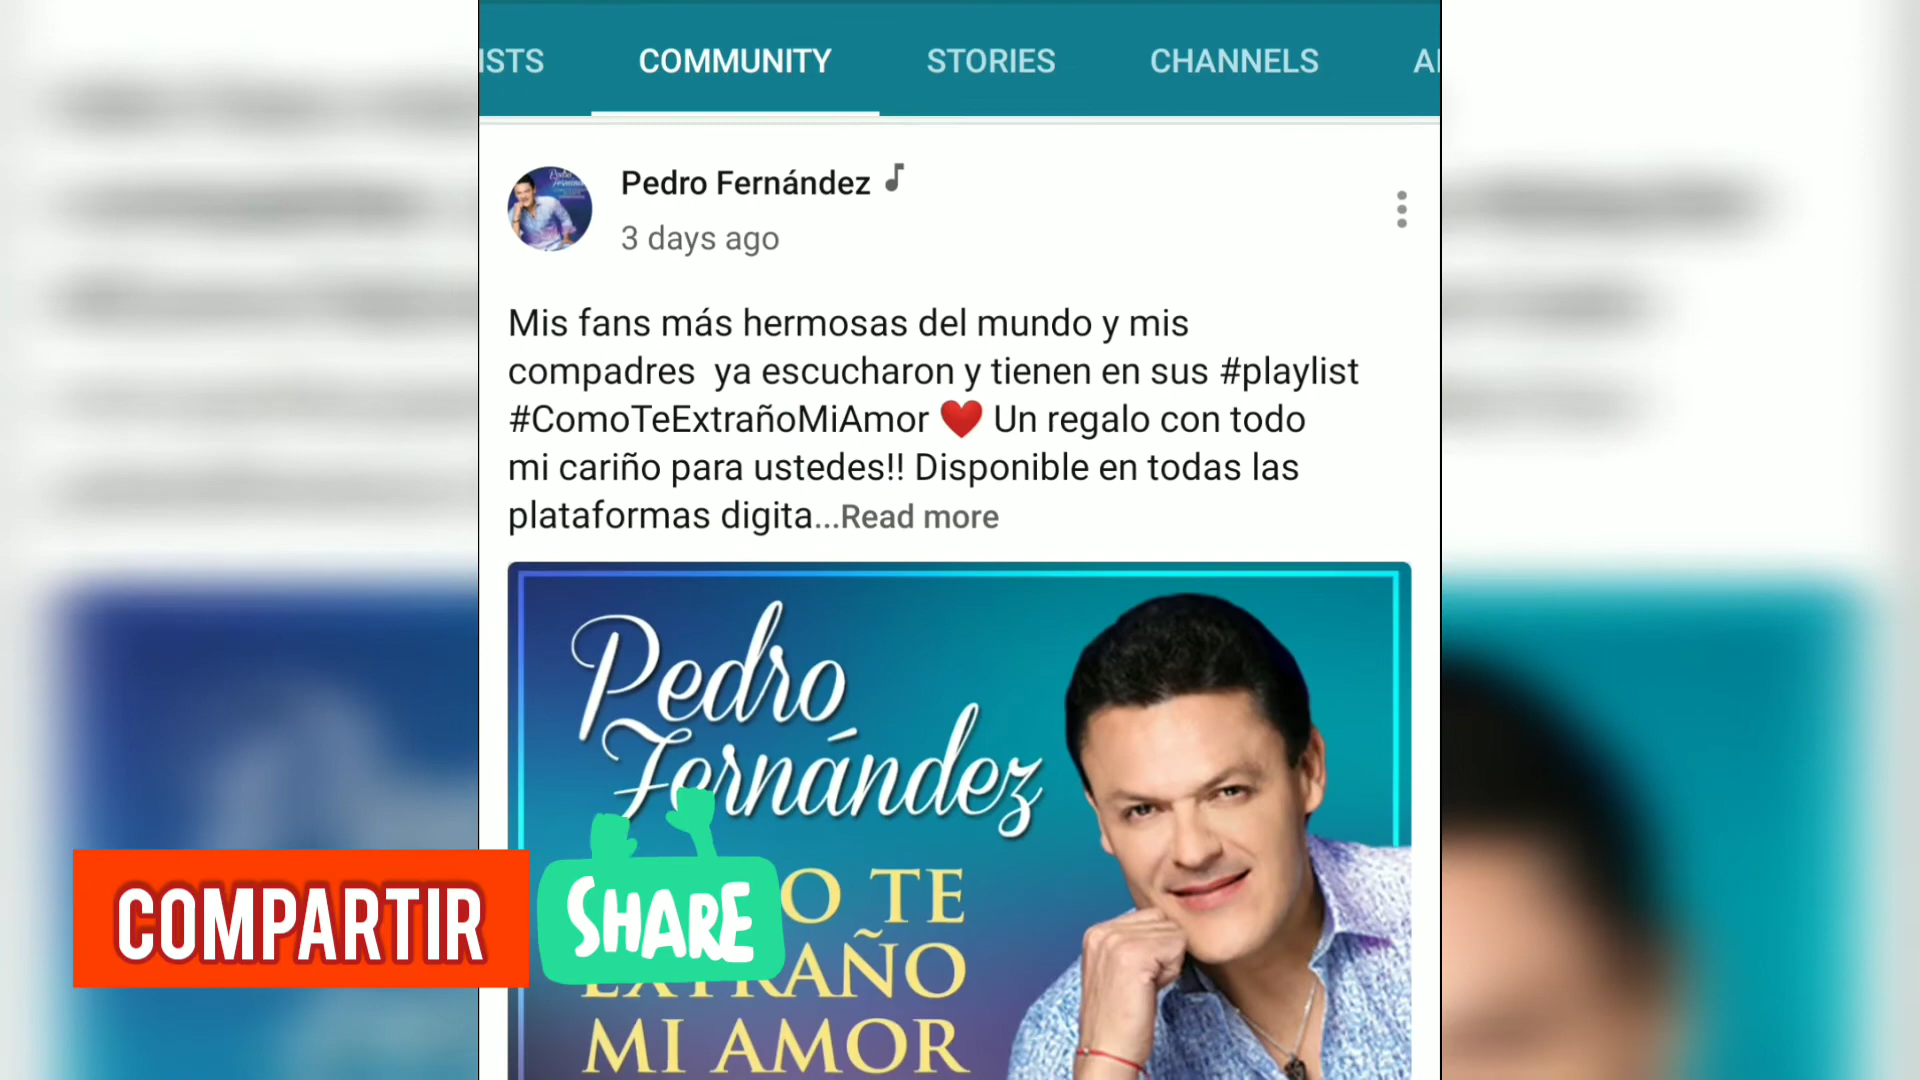 ISTS COMMUNITY STORIES CHANNELS
Pedro Fernández
3 days ago
Mis fans más hermosas del mundo y mis
compadres ya escucharon y tienen en sus #playlist
#ComoTeExtrañoMiAmor ❤️ Un regalo con todo
mi cariño para ustedes!! Disponible en todas las
plataformas digita...Read more
Pedro
Fernández
O TE
EXTRAÑO
MI AMOR
COMPARTIR
SHARE